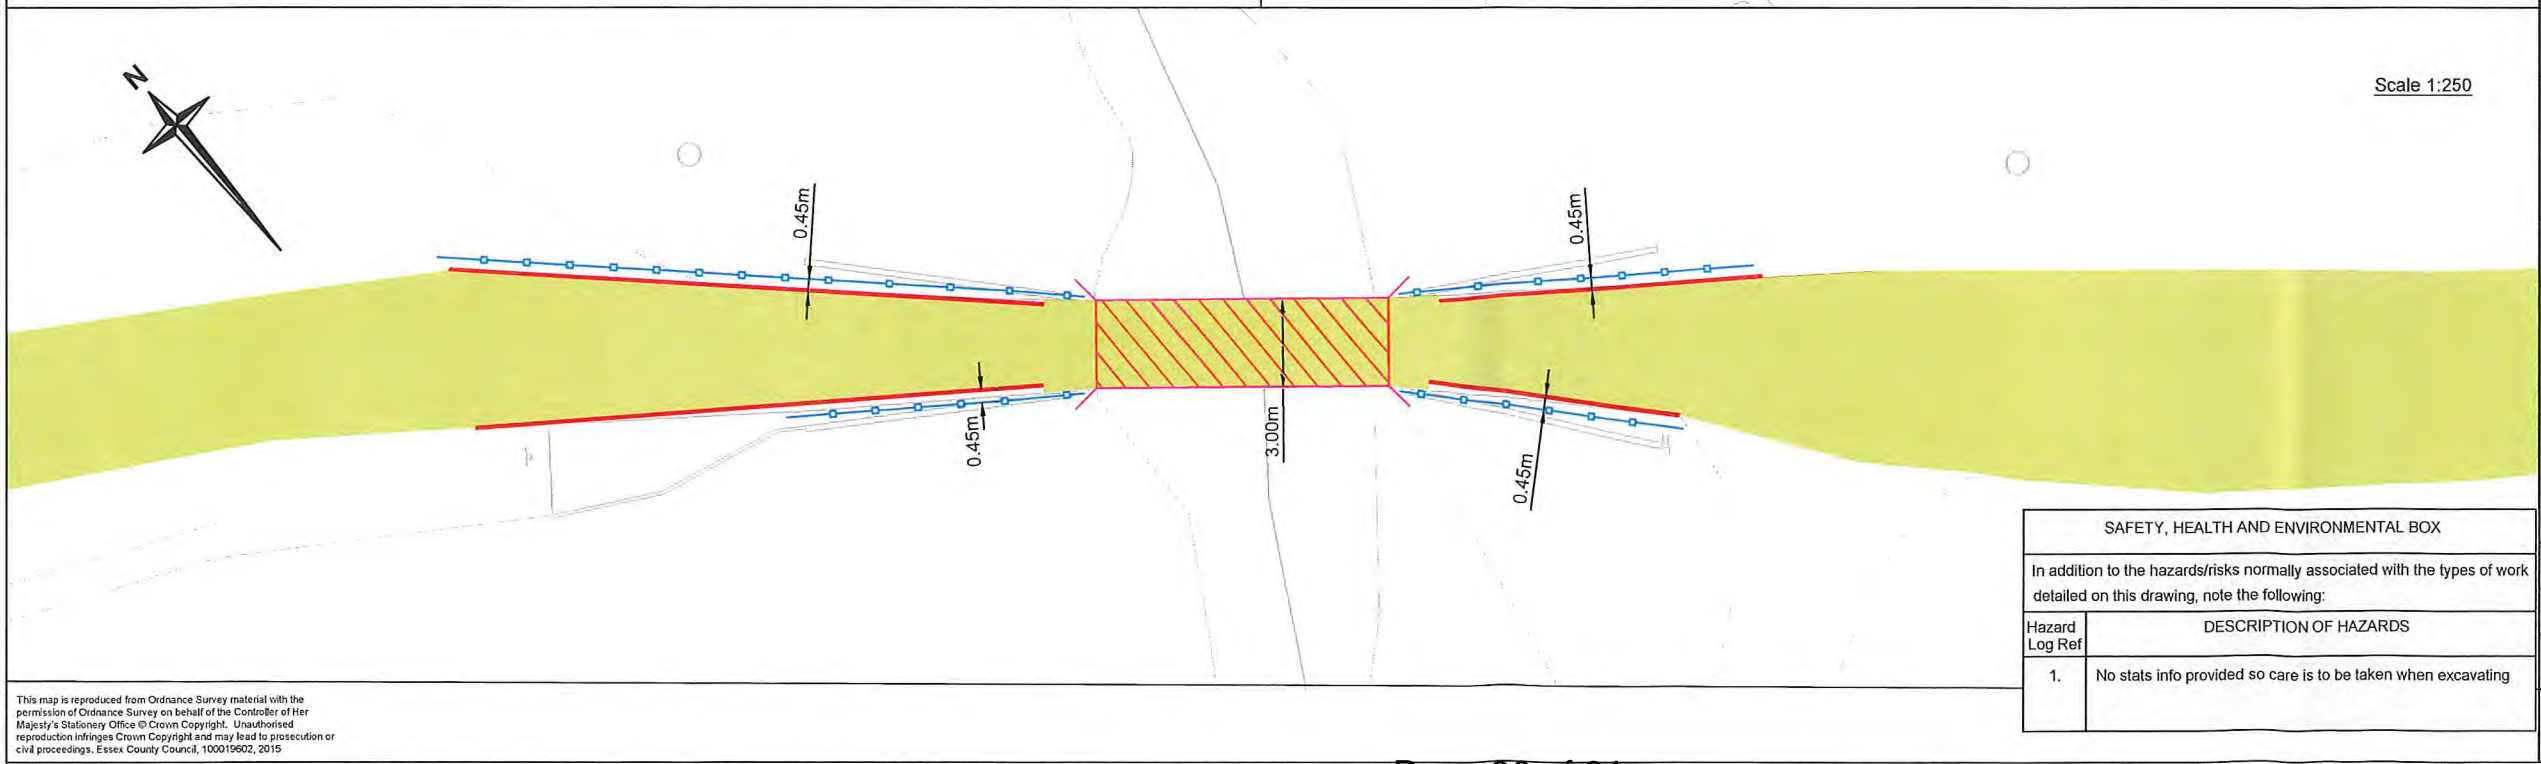 N
Scale 1:250
0.45m
0.45m
0.45m
3.00m
0.45m
SAFETY, HEALTH AND ENVIRONMENTAL BOX
In addition to the hazards/risks normally associated with the types of work
detailed on this drawing, note the following:
Hazard
Log Ref
DESCRIPTION OF HAZARDS
1.
No stats info provided so care is to be taken when excavating
This map is reproduced from Ordnance Survey material with the
permission of Ordnance Survey on behalf of the Controller of Her
Majesty's Stationery Office © Crown Copyright. Unauthorised
reproduction infringes Crown Copyright and may lead to prosecution or
civil proceedings. Essex County Council, 100019602, 2015